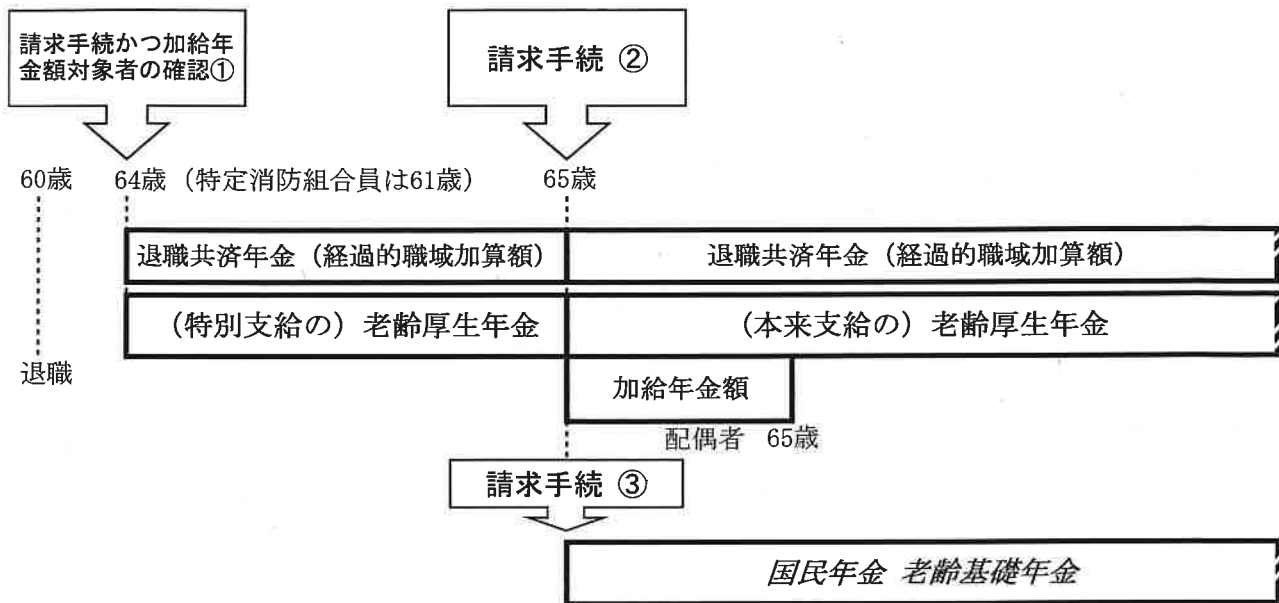 請求手続かつ加給年
金額対象者の確認①
請求手続 ②
60歳 64歳（特定消防組合員は61歳） 65歳
退職共済年金（経過的職域加算額） 退職共済年金（経過的職域加算額）
（特別支給の）老齢厚生年金 （本来支給の）老齢厚生年金
退職
加給年金額
配偶者 65歳
請求手続 ③
国民年金 老齢基礎年金